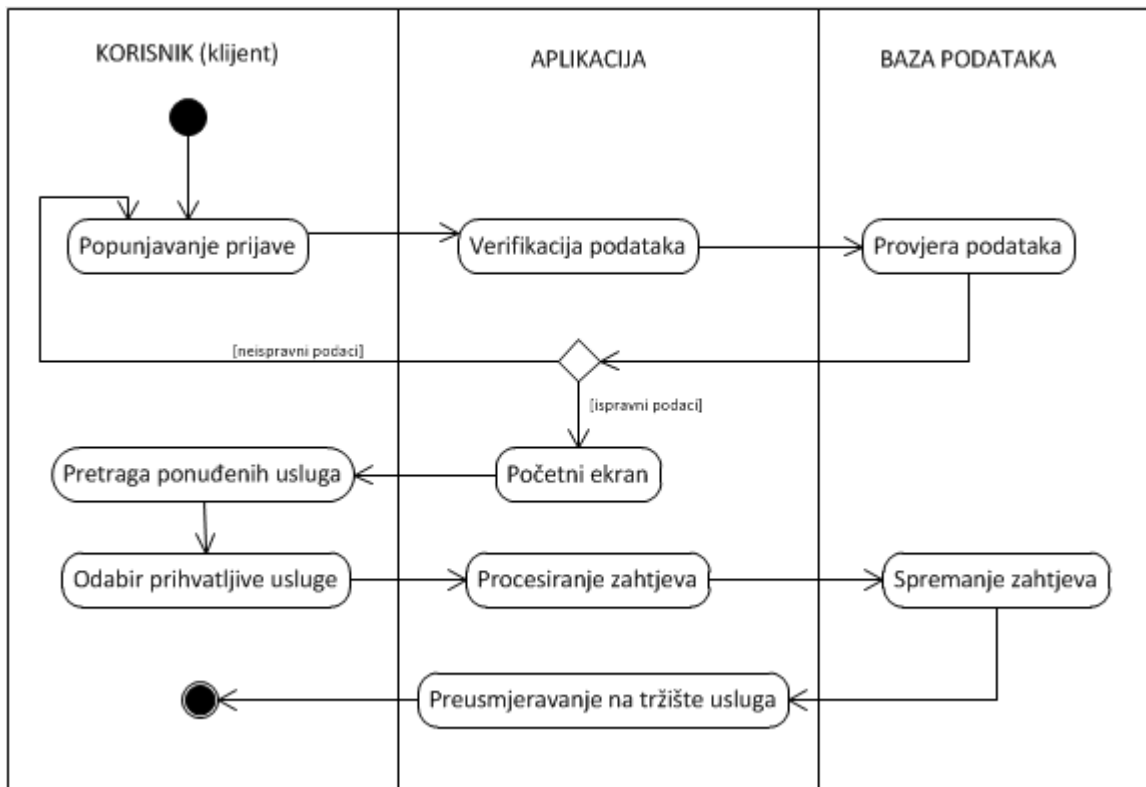 KORISNIK (klijent)
APLIKACIJA
BAZA PODATAKA
Popunjavanje prijave
Verifikacija podataka
Provjera podataka
[neispravni podaci]
[ispravni podaci]
Pretraga ponuđenih usluga
Početni ekran
Odabir prihvatljive usluge
Procesiranje zahtjeva
Spremanje zahtjeva
Preusmjeravanje na tržište usluga